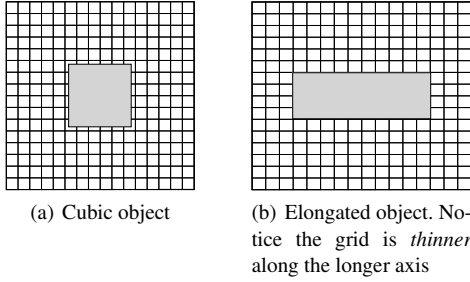 (a) Cubic object
(b) Elongated object. No-
tice the grid is thinner
along the longer axis